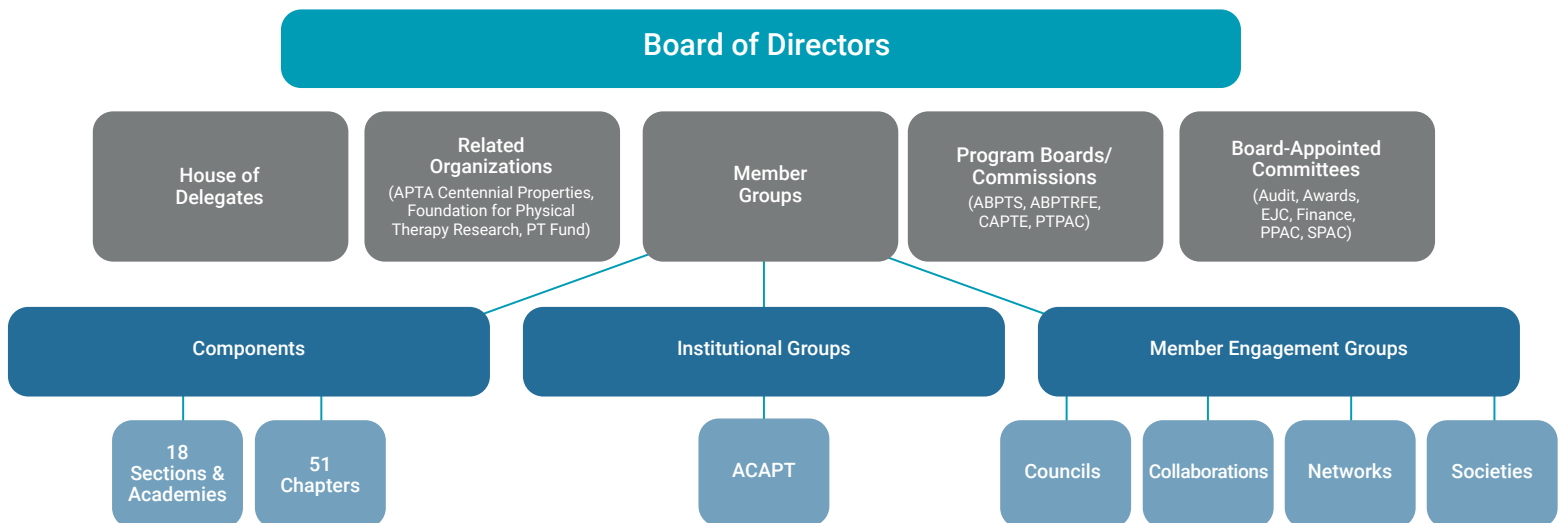 Board of Directors
House of
Delegates
Related
Organizations
(APTA Centennial Properties,
Foundation for Physical
Therapy Research, PT Fund)
Member
Groups
Program Boards/
Commissions
(ABPTS, ABPTRFE,
CAPTE, PTPAC)
Board-Appointed
Committees
(Audit, Awards,
EJC, Finance,
PPAC, SPAC)
Components
Institutional Groups
Member Engagement Groups
18
Sections &
Academies
51
Chapters
ACAPT
Councils
Collaborations
Networks
Societies